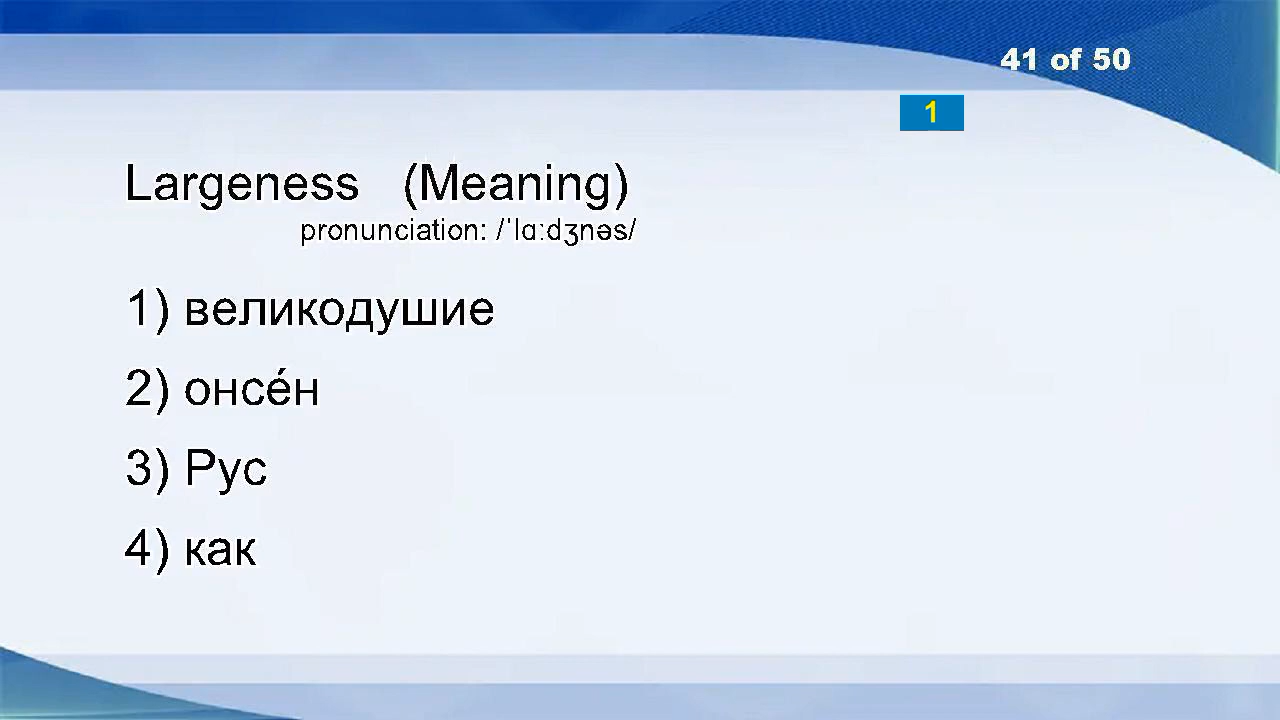 41 of 50
1
Largeness (Meaning)
pronunciation: /ˈlɑːdʒnəs/
1) великодушие
2) онсе́н
3) Рус
4) как